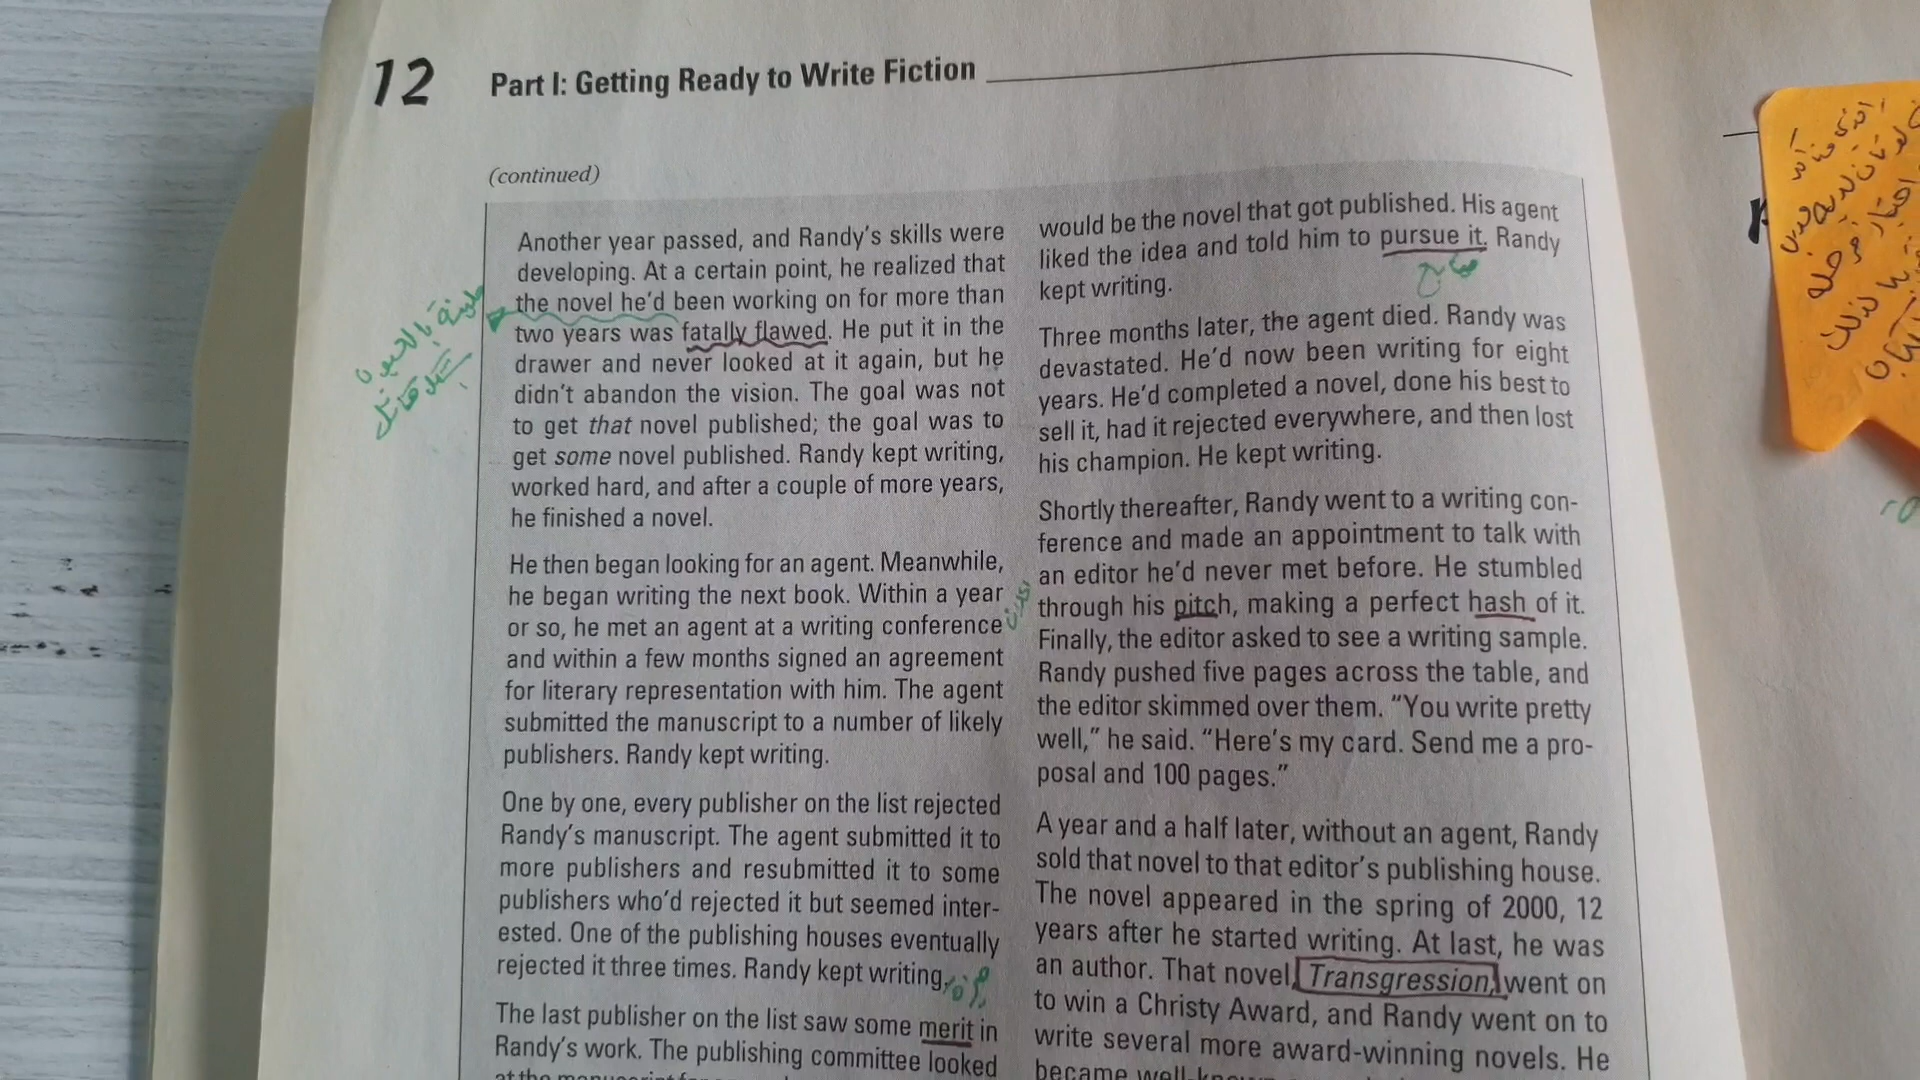 12 Part I: Getting Ready to Write Fiction
(continued)
Another year passed, and Randy's skills were
developing. At a certain point, he realized that
the novel he'd been working on for more than
two years was fatally flawed. He put it in the
drawer and never looked at it again, but he
didn't abandon the vision. The goal was not
to get that novel published; the goal was to
get some novel published. Randy kept writing,
worked hard, and after a couple of more years,
he finished a novel.
He then began looking for an agent. Meanwhile,
he began writing the next book. Within a year
or so, he met an agent at a writing conference
and within a few months signed an agreement
for literary representation with him. The agent
submitted the manuscript to a number of likely
publishers. Randy kept writing.
One by one, every publisher on the list rejected
Randy's manuscript. The agent submitted it to
more publishers and resubmitted it to some
publishers who'd rejected it but seemed inter-
ested. One of the publishing houses eventually
rejected it three times. Randy kept writing.
The last publisher on the list saw some merit in
Randy's work. The publishing committee looked
would be the novel that got published. His agent
liked the idea and told him to pursue it. Randy
kept writing.
Three months later, the agent died. Randy was
devastated. He'd now been writing for eight
years. He'd completed a novel, done his best to
sell it, had it rejected everywhere, and then lost
his champion. He kept writing.
Shortly thereafter, Randy went to a writing con-
ference and made an appointment to talk with
an editor he'd never met before. He stumbled
through his pitch, making a perfect hash of it.
Finally, the editor asked to see a writing sample.
Randy pushed five pages across the table, and
the editor skimmed over them. "You write pretty
well," he said. "Here's my card. Send me a pro-
posal and 100 pages."
A year and a half later, without an agent, Randy
sold that novel to that editor's publishing house.
The novel appeared in the spring of 2000, 12
years after he started writing. At last, he was
an author. That novel, Transgression, went on
to win a Christy Award, and Randy went on to
write several more award-winning novels. He
became